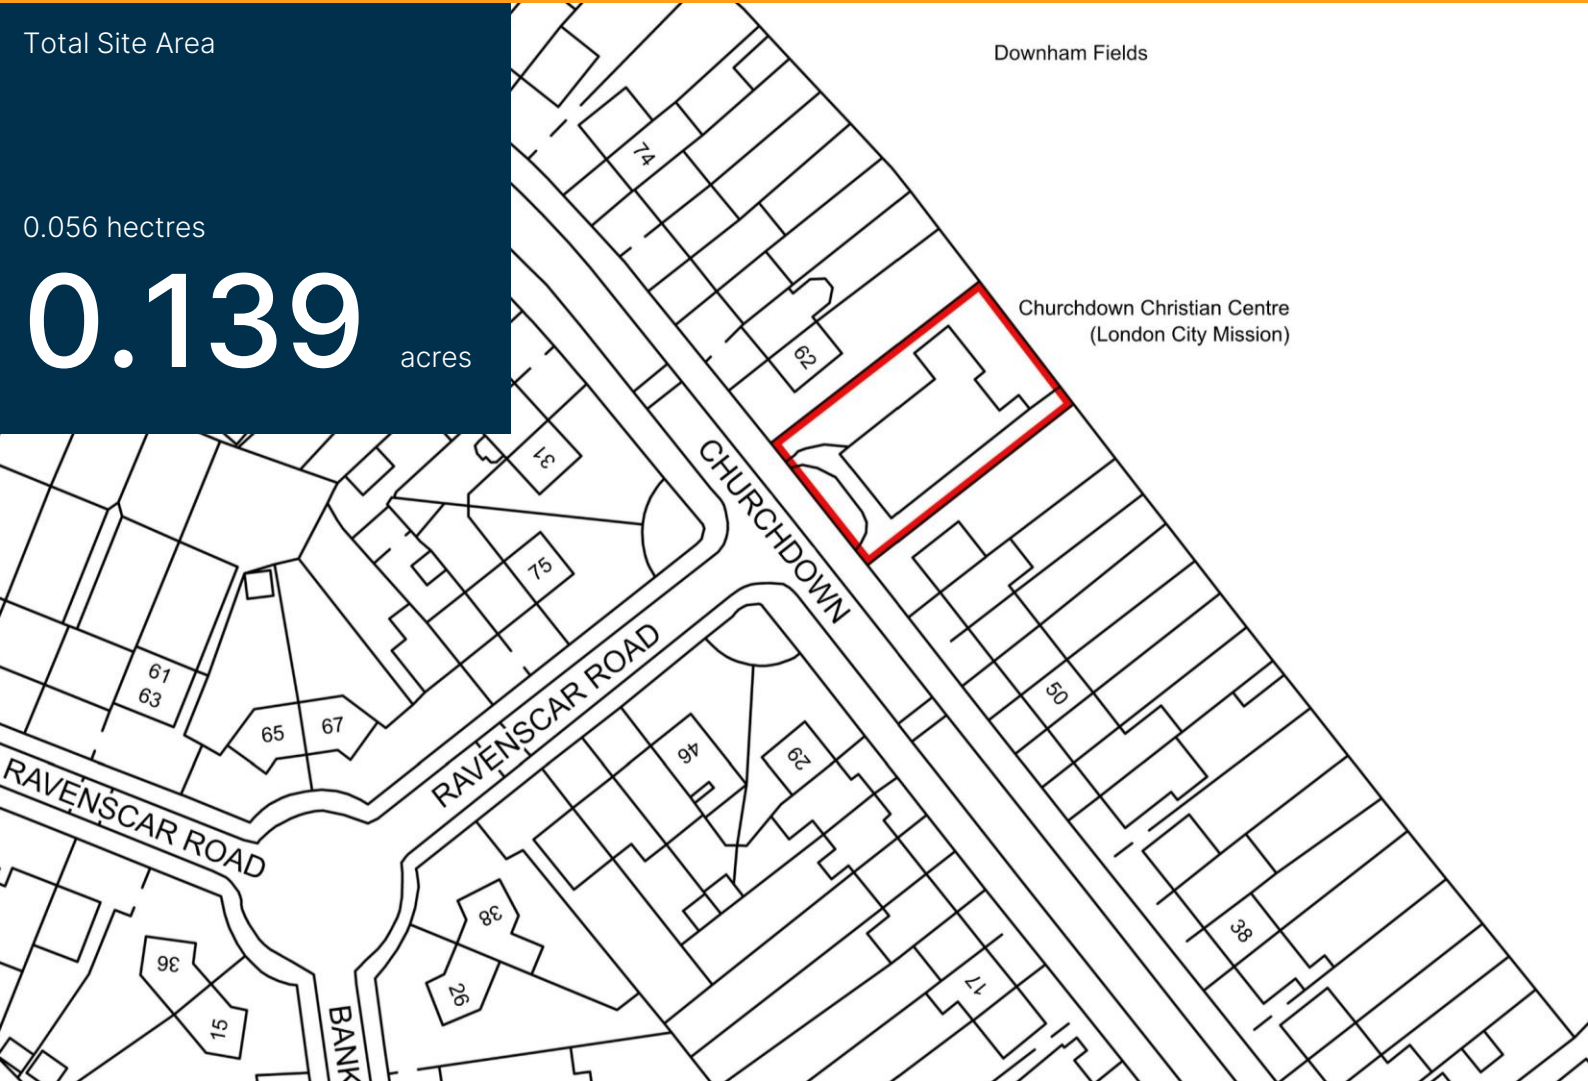 Total Site Area
0.056 hectres
0.139 acres
Downham Fields
Churchdown Christian Centre
(London City Mission)
74
62
31
CHURCHDOWN
75
50
61
63
65
67
RAVENSCAR ROAD
RAVENSCAR ROAD
46
29
38
38
36
26
17
15
BANK